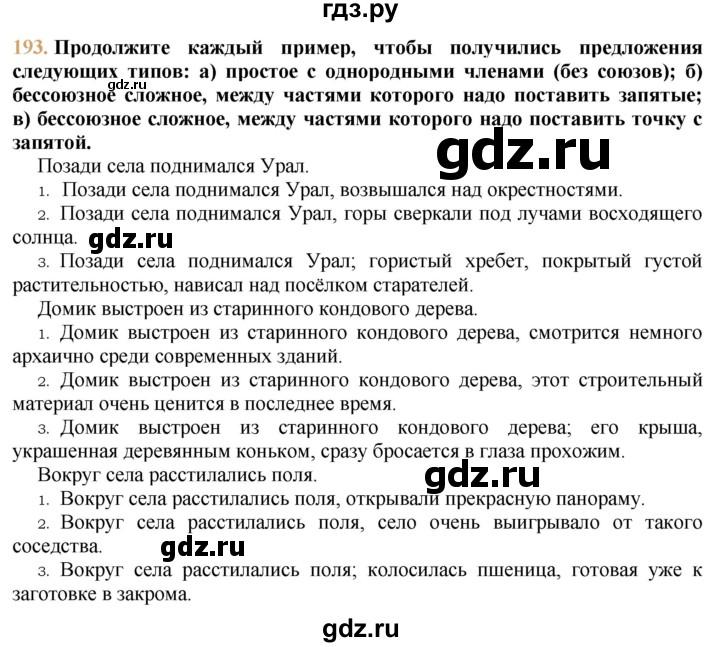 гдз.ру
193. Продолжите каждый пример, чтобы получились предложения
следующих типов: а) простое с однородными членами (без союзов); б)
бессоюзное сложное, между частями которого надо поставить запятые;
в) бессоюзное сложное, между частями которого надо поставить точку с
запятой.
Позади села поднимался Урал.
1. Позади села поднимался Урал, возвышался над окрестностями.
2. Позади села поднимался Урал, горы сверкали под лучами восходящего
солнца.
3. Позади села поднимался Урал; гористый хребет, покрытый густой
растительностью, нависал над посёлком старателей.
Домик выстроен из старинного кондового дерева.
1. Домик выстроен из старинного кондового дерева, смотрится немного
архаично среди современных зданий.
2. Домик выстроен из старинного кондового дерева, этот строительный
материал очень ценится в последнее время.
3. Домик выстроен из старинного кондового дерева; его крыша,
украшенная деревянным коньком, сразу бросается в глаза прохожим.
Вокруг села расстилались поля.
1. Вокруг села расстилались поля, открывали прекрасную панораму.
2. Вокруг села расстилались поля, село очень выигрывало от такого
соседства.
3. Вокруг села расстилались поля; колосилась пшеница, готовая уже к
заготовке в закрома.
gdz.ru
gdz.ru
gdz.ru
gdz.ru
gdz.ru
gdz.ru
gdz.ru